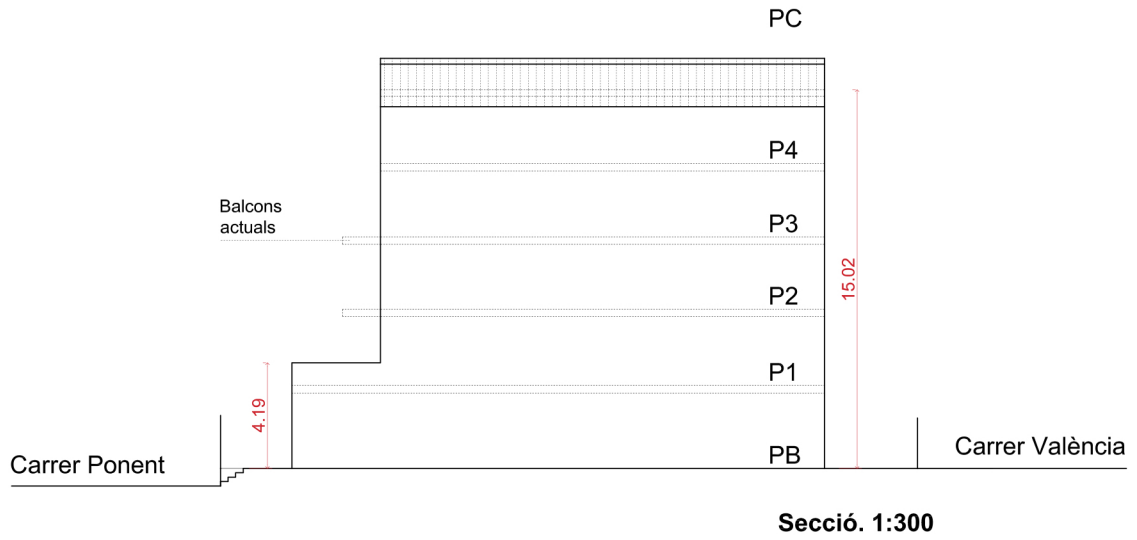 PC
P4
Balcons
actuals
P3
15.02
P2
P1
4.19
Carrer Ponent
PB
Carrer València
Secció. 1:300